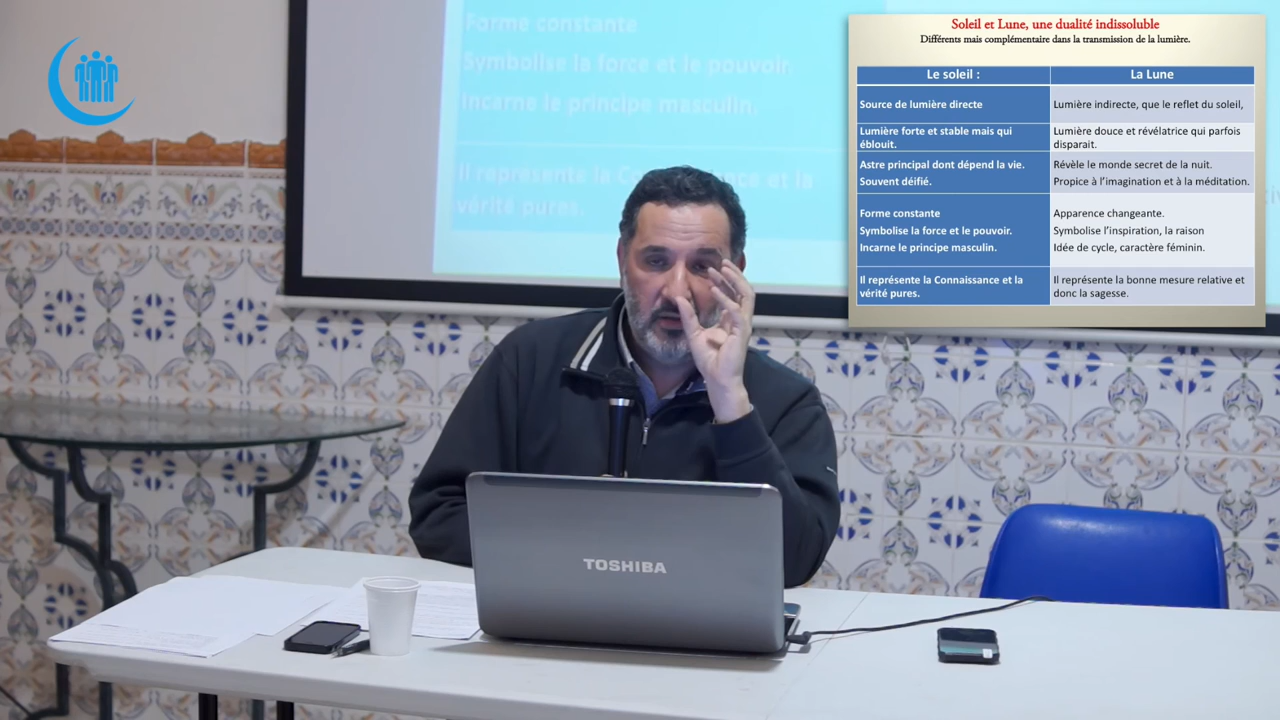 Forme constante
Symbolise la force et le pouvoir.
Incarne le principe masculin.
Il représente la Connaissance et la
vérité pures.
Soleil et Lune, une dualité indissoluble
Différents mais complémentaire dans la transmission de la lumière.
Le soleil :
La Lune
Source de lumière directe
Lumière indirecte, que le reflet du soleil,
Lumière forte et stable mais qui
éblouit.
Lumière douce et révélatrice qui parfois
disparait.
Astre principal dont dépend la vie.
Souvent déifié.
Révèle le monde secret de la nuit.
Propice à l'imagination et à la méditation.
Forme constante
Symbolise la force et le pouvoir.
Incarne le principe masculin.
Apparence changeante.
Symbolise l'inspiration, la raison
Idée de cycle, caractère féminin.
Il représente la Connaissance et la
vérité pures.
Il représente la bonne mesure relative et
donc la sagesse.
TOSHIBA